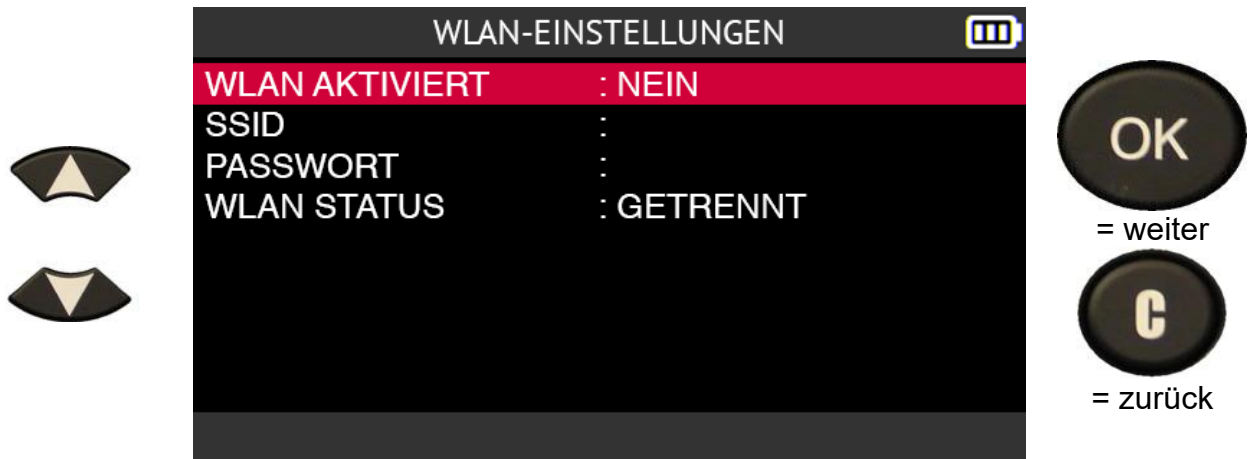 WLAN-EINSTELLUNGEN
WLAN AKTIVIERT : NEIN
SSID :
PASSWORT :
WLAN STATUS : GETRENNT
OK
= weiter
C
= zurück